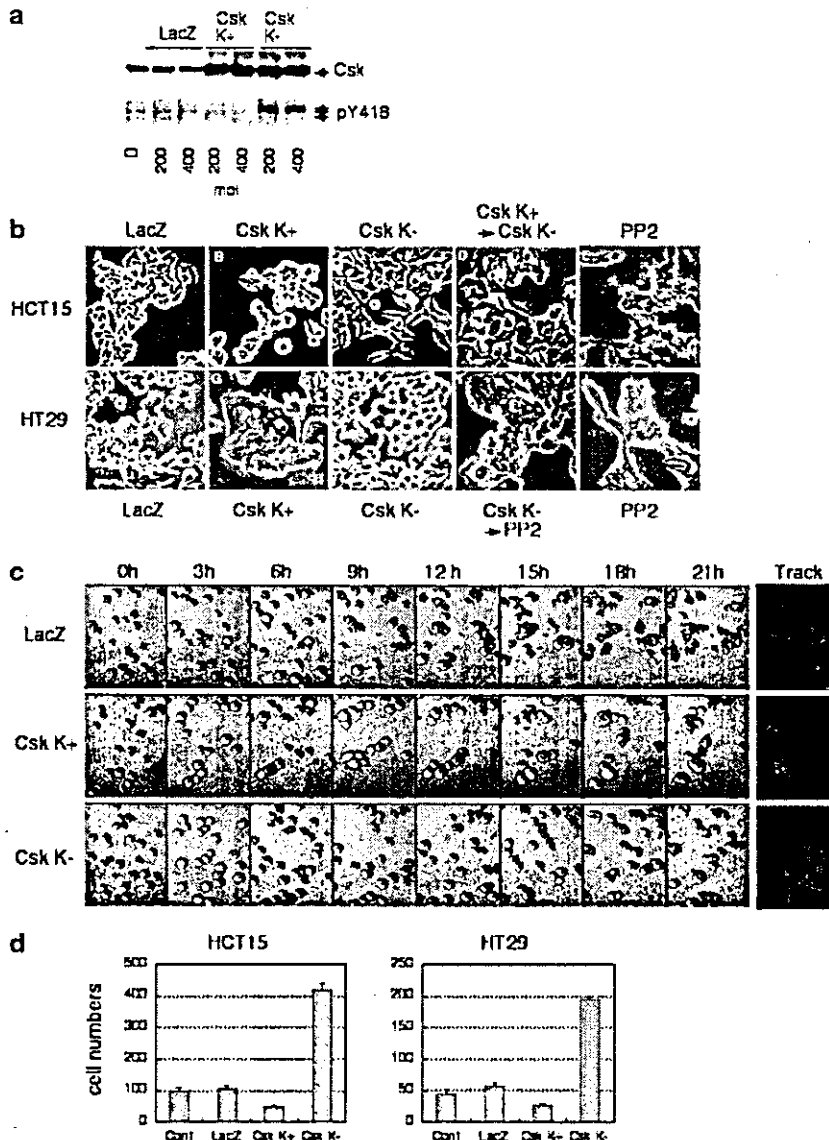 a
LacZ Csk K+ Csk K-
Csk
pY418
0 200 400 200 400 200 400
moi
b
LacZ Csk K+ Csk K- Csk K+ → Csk K- PP2
HCT15
B D
HT29
LacZ Csk K+ Csk K- Csk K- → PP2 PP2
c
0h 3h 6h 9h 12h 15h 18h 21h Track
LacZ
Csk K+
Csk K-
d
HCT15 HT29
cell numbers
500 250
400 200
300 150
200 100
100 50
0 0
Cont LacZ Csk K+ Csk K- Cont LacZ Csk K+ Csk K-